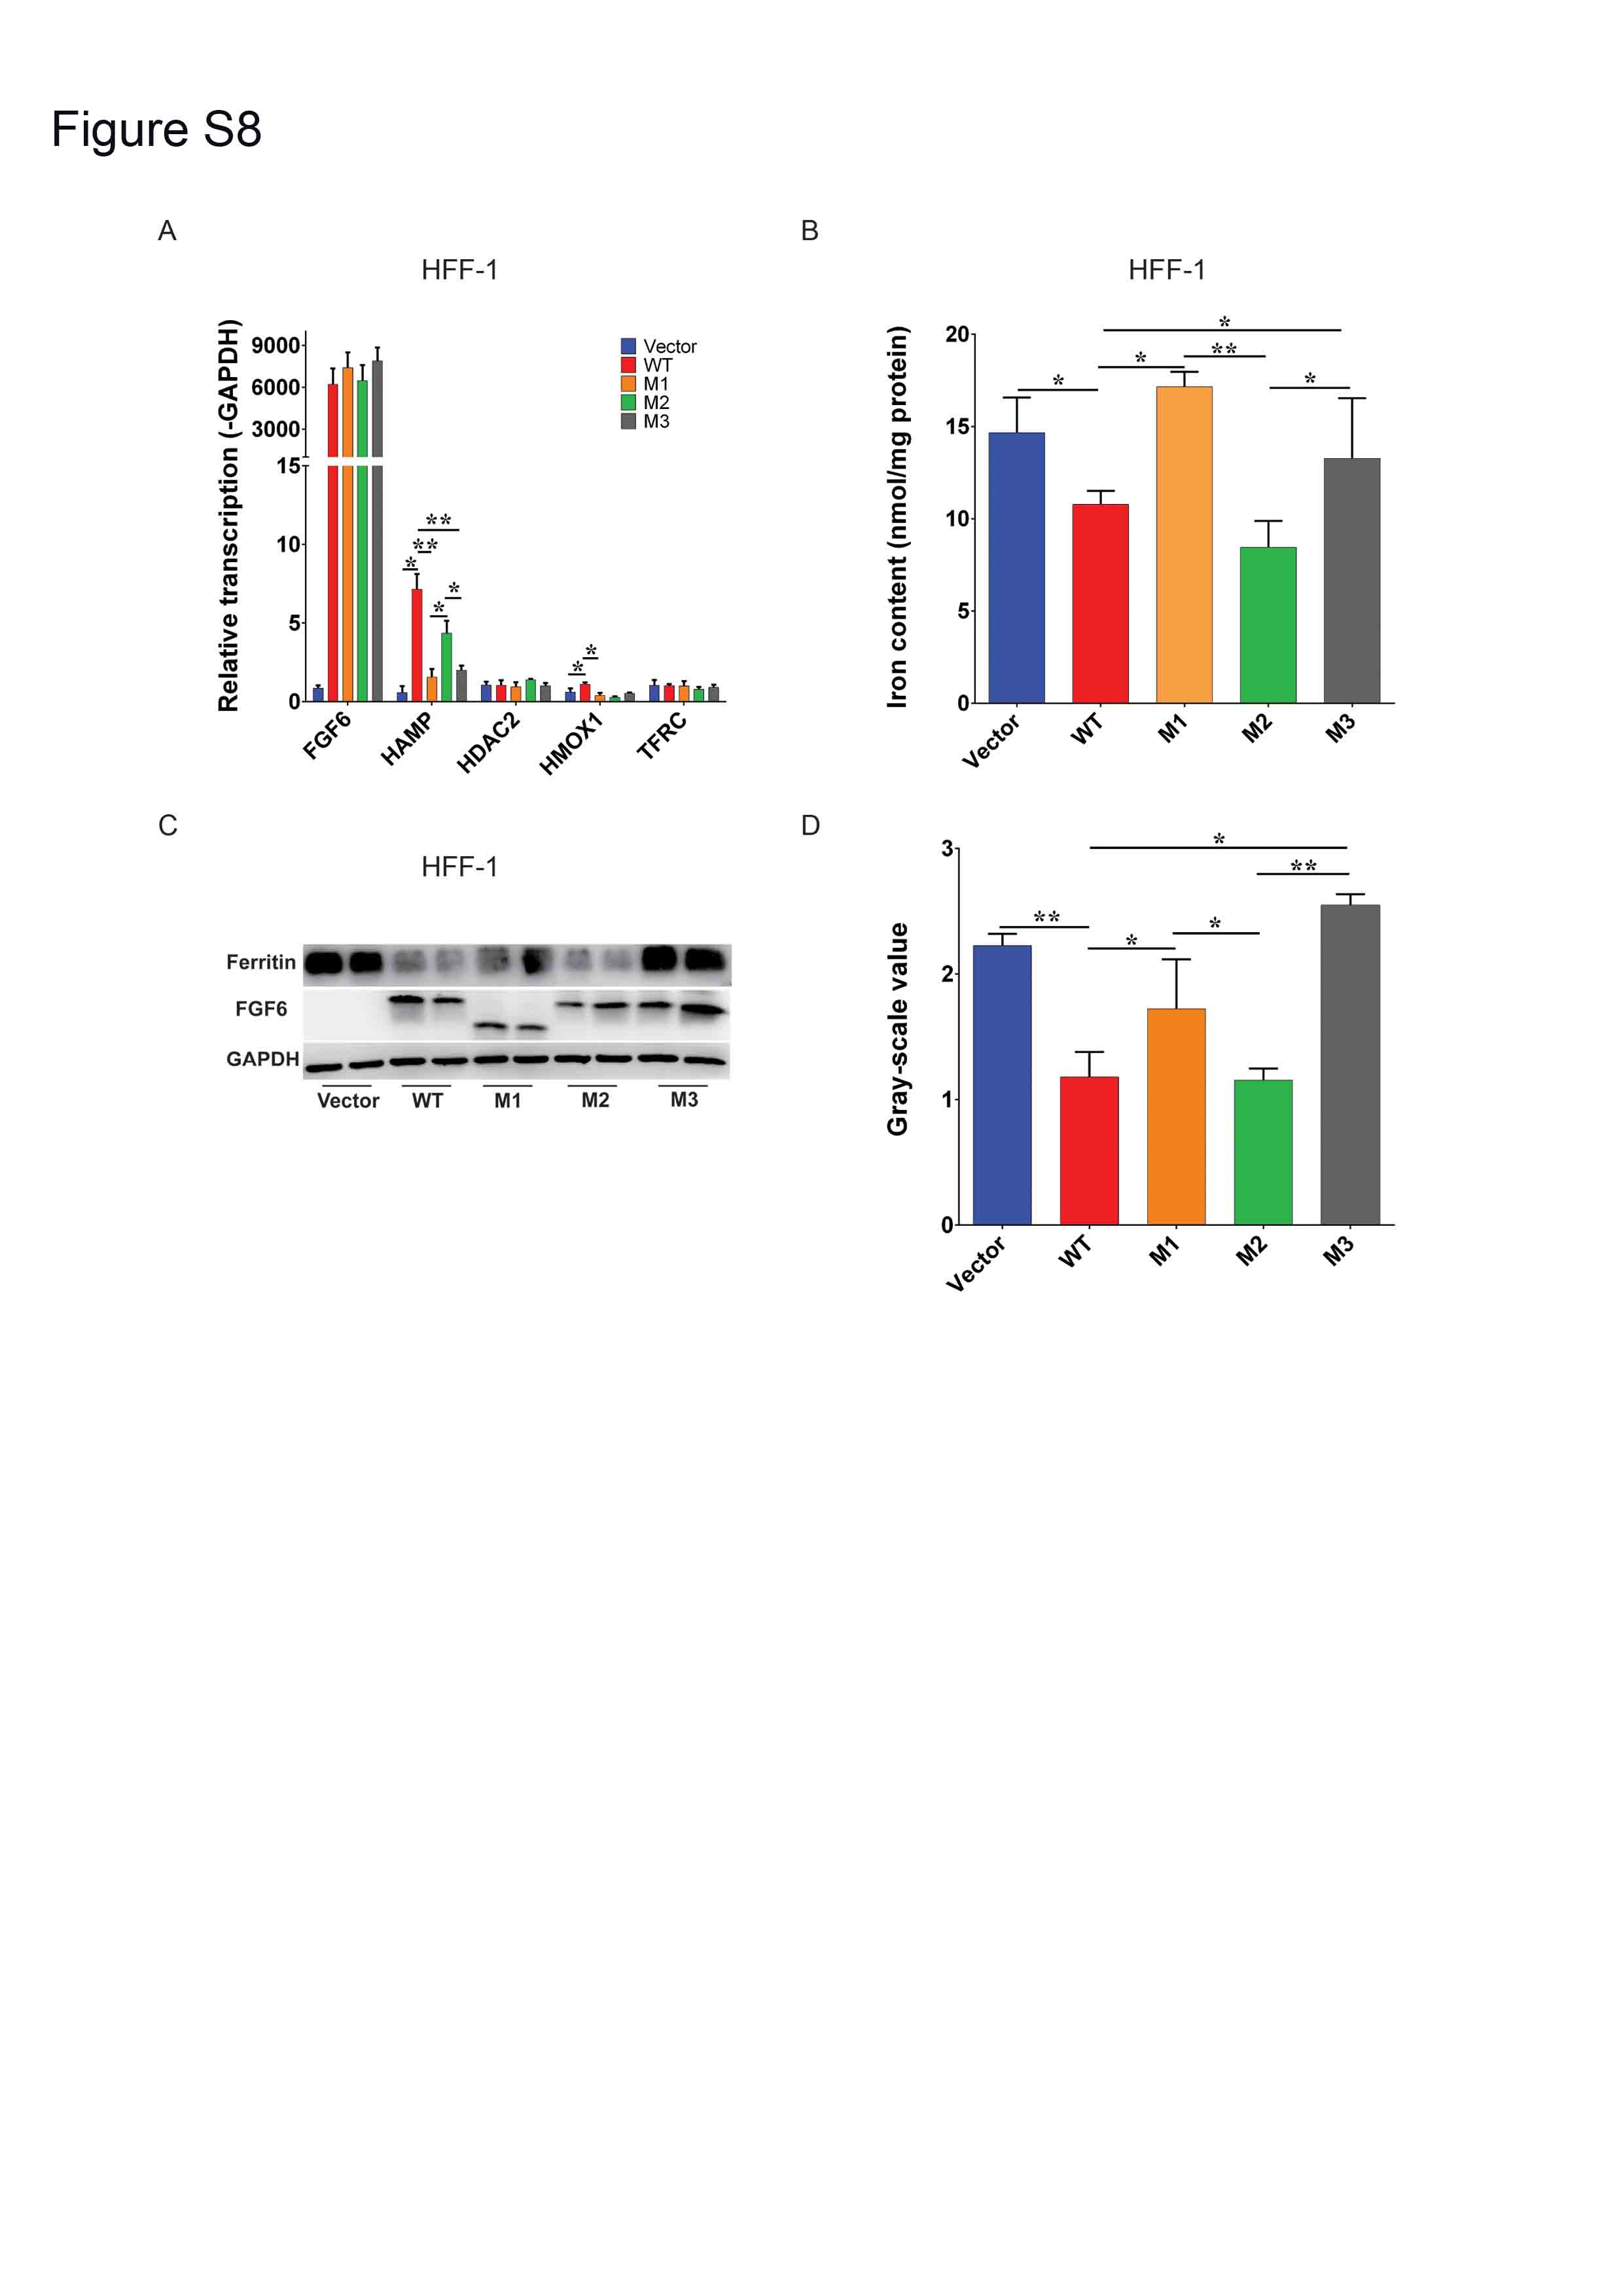 Figure S8
A
HFF-1
Relative transcription (-GAPDH)
9000
6000
3000
15
10
5
0
Vector
WT
M1
M2
M3
**
**
*
*
*
*
*
FGF6
HAMP
HDAC2
HMOX1
TFRC
B
HFF-1
Iron content (nmol/mg protein)
20
15
10
5
0
*
**
*
*
*
Vector
WT
M1
M2
M3
C
HFF-1
Ferritin
FGF6
GAPDH
Vector WT M1 M2 M3
D
Gray-scale value
3
2
1
0
*
**
**
*
*
Vector
WT
M1
M2
M3